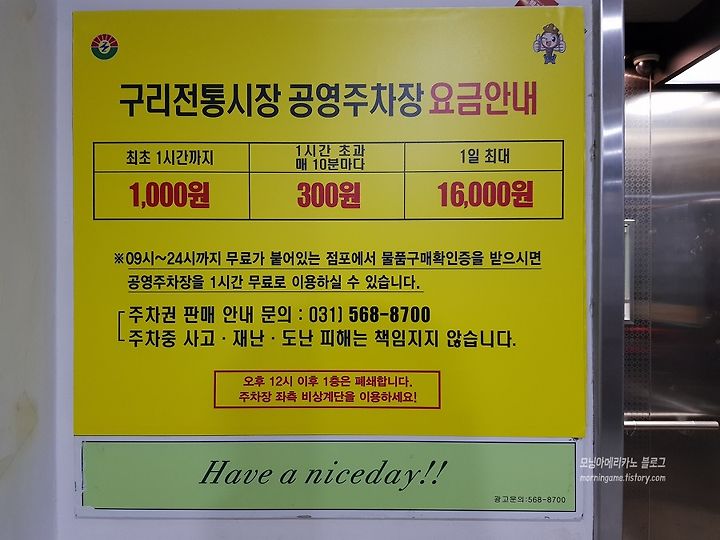 구리전통시장 공영주차장 요금안내
최초 1시간까지
1시간 초과
매 10분마다
1일 최대
1,000원
300원
16,000원
※09시~24시까지 무료가 붙어있는 점포에서 물품구매확인증을 받으시면
공영주차장을 1시간 무료로 이용하실 수 있습니다.
주차권 판매 안내 문의 : 031) 568-8700
주차중 사고·재난·도난 피해는 책임지지 않습니다.
오후 12시 이후 1층은 폐쇄합니다.
주차장 좌측 비상계단을 이용하세요!
Have a niceday!!
광고문의:568-8700
모닝아메리카노 블로그
morningame.tistory.com